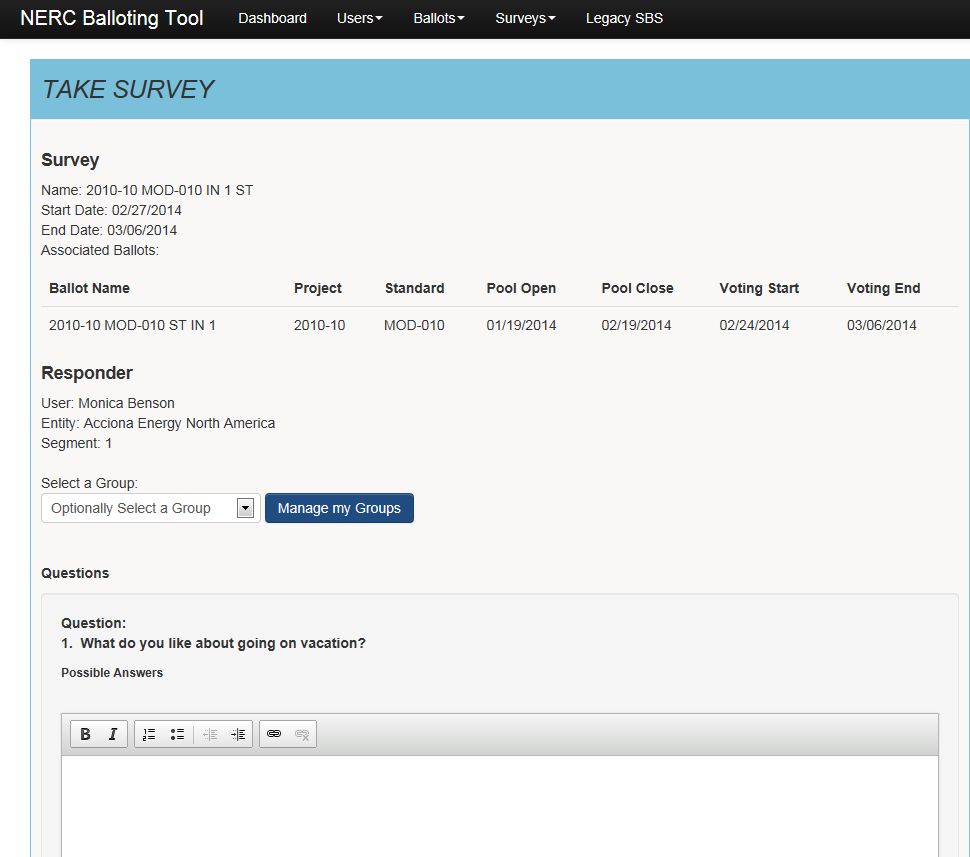 NERC Balloting Tool Dashboard Users Ballots Surveys Legacy SBS
TAKE SURVEY
Survey
Name: 2010-10 MOD-010 IN 1 ST
Start Date: 02/27/2014
End Date: 03/06/2014
Associated Ballots:
Ballot Name Project Standard Pool Open Pool Close Voting Start Voting End
2010-10 MOD-010 ST IN 1 2010-10 MOD-010 01/19/2014 02/19/2014 02/24/2014 03/06/2014
Responder
User: Monica Benson
Entity: Acciona Energy North America
Segment: 1
Select a Group:
Optionally Select a Group Manage my Groups
Questions
Question:
1. What do you like about going on vacation?
Possible Answers
B I